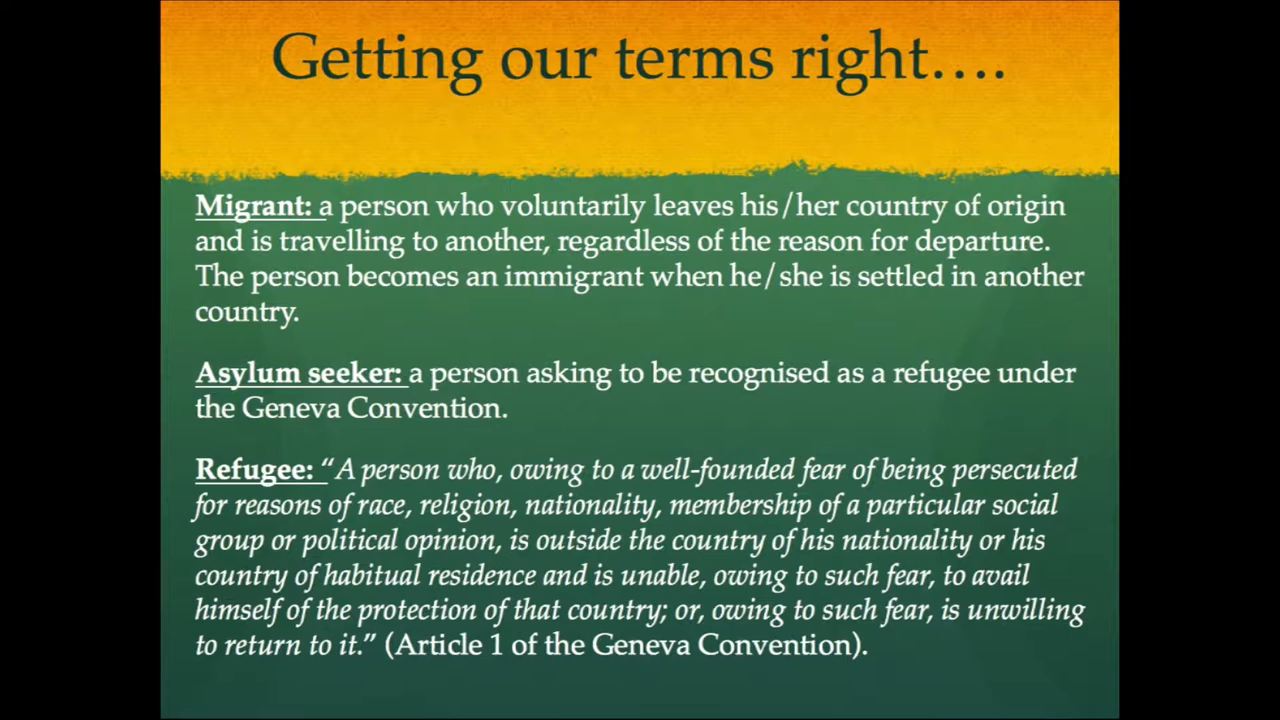 Getting our terms right….
Migrant: a person who voluntarily leaves his/her country of origin
and is travelling to another, regardless of the reason for departure.
The person becomes an immigrant when he/she is settled in another
country.
Asylum seeker: a person asking to be recognised as a refugee under
the Geneva Convention.
Refugee: “A person who, owing to a well-founded fear of being persecuted
for reasons of race, religion, nationality, membership of a particular social
group or political opinion, is outside the country of his nationality or his
country of habitual residence and is unable, owing to such fear, to avail
himself of the protection of that country; or, owing to such fear, is unwilling
to return to it.” (Article 1 of the Geneva Convention).